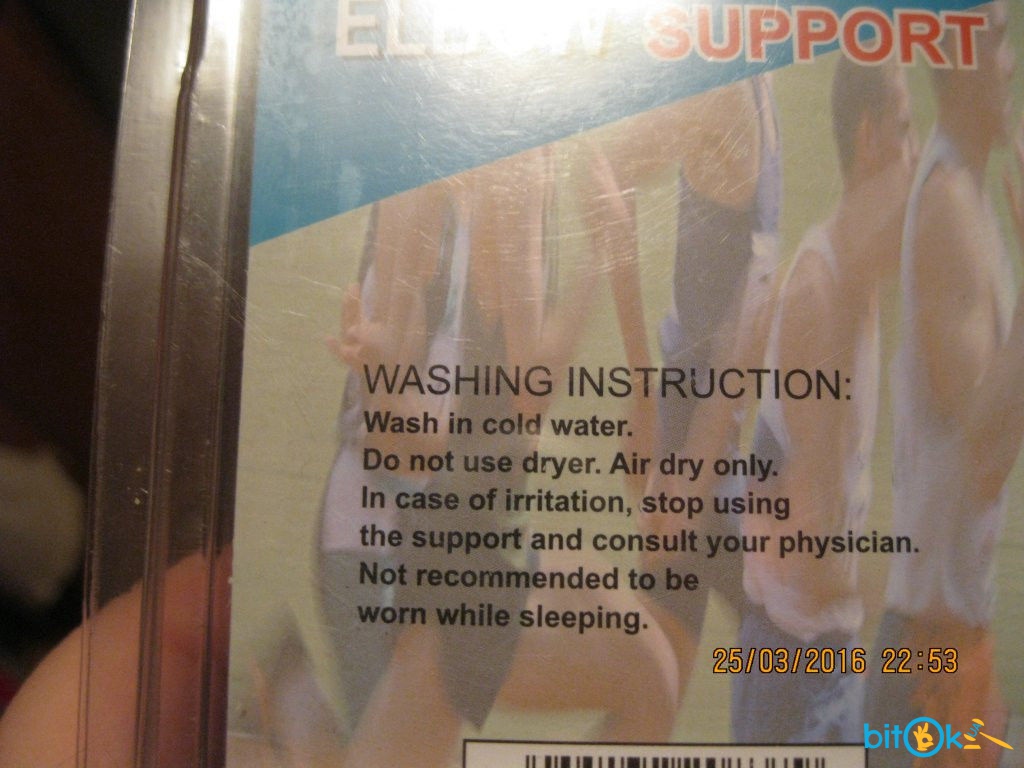 ELBOW SUPPORT
WASHING INSTRUCTION:
Wash in cold water.
Do not use dryer. Air dry only.
In case of irritation, stop using
the support and consult your physician.
Not recommended to be
worn while sleeping.
25/03/2016 22:53
bitok